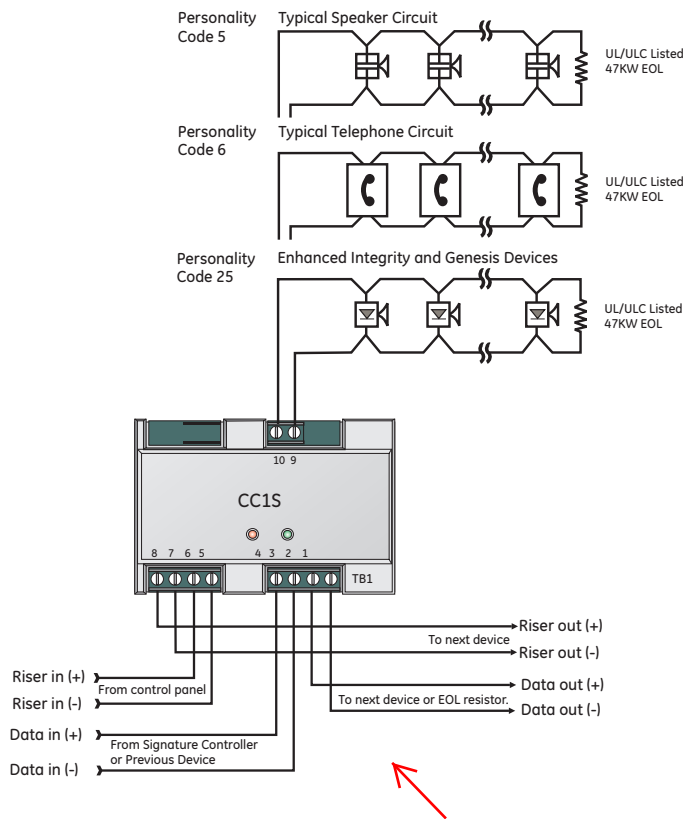 Personality Typical Speaker Circuit
Code 5
UL/ULC Listed
47KW EOL
Personality Typical Telephone Circuit
Code 6
UL/ULC Listed
47KW EOL
Personality Enhanced Integrity and Genesis Devices
Code 25
UL/ULC Listed
47KW EOL
10 9
CC1S
8 7 6 5 4 3 2 1
TB1
Riser out (+)
To next device
Riser out (-)
Riser in (+)
From control panel
Riser in (-)
Data out (+)
To next device or EOL resistor.
Data out (-)
Data in (+)
From Signature Controller
or Previous Device
Data in (-)